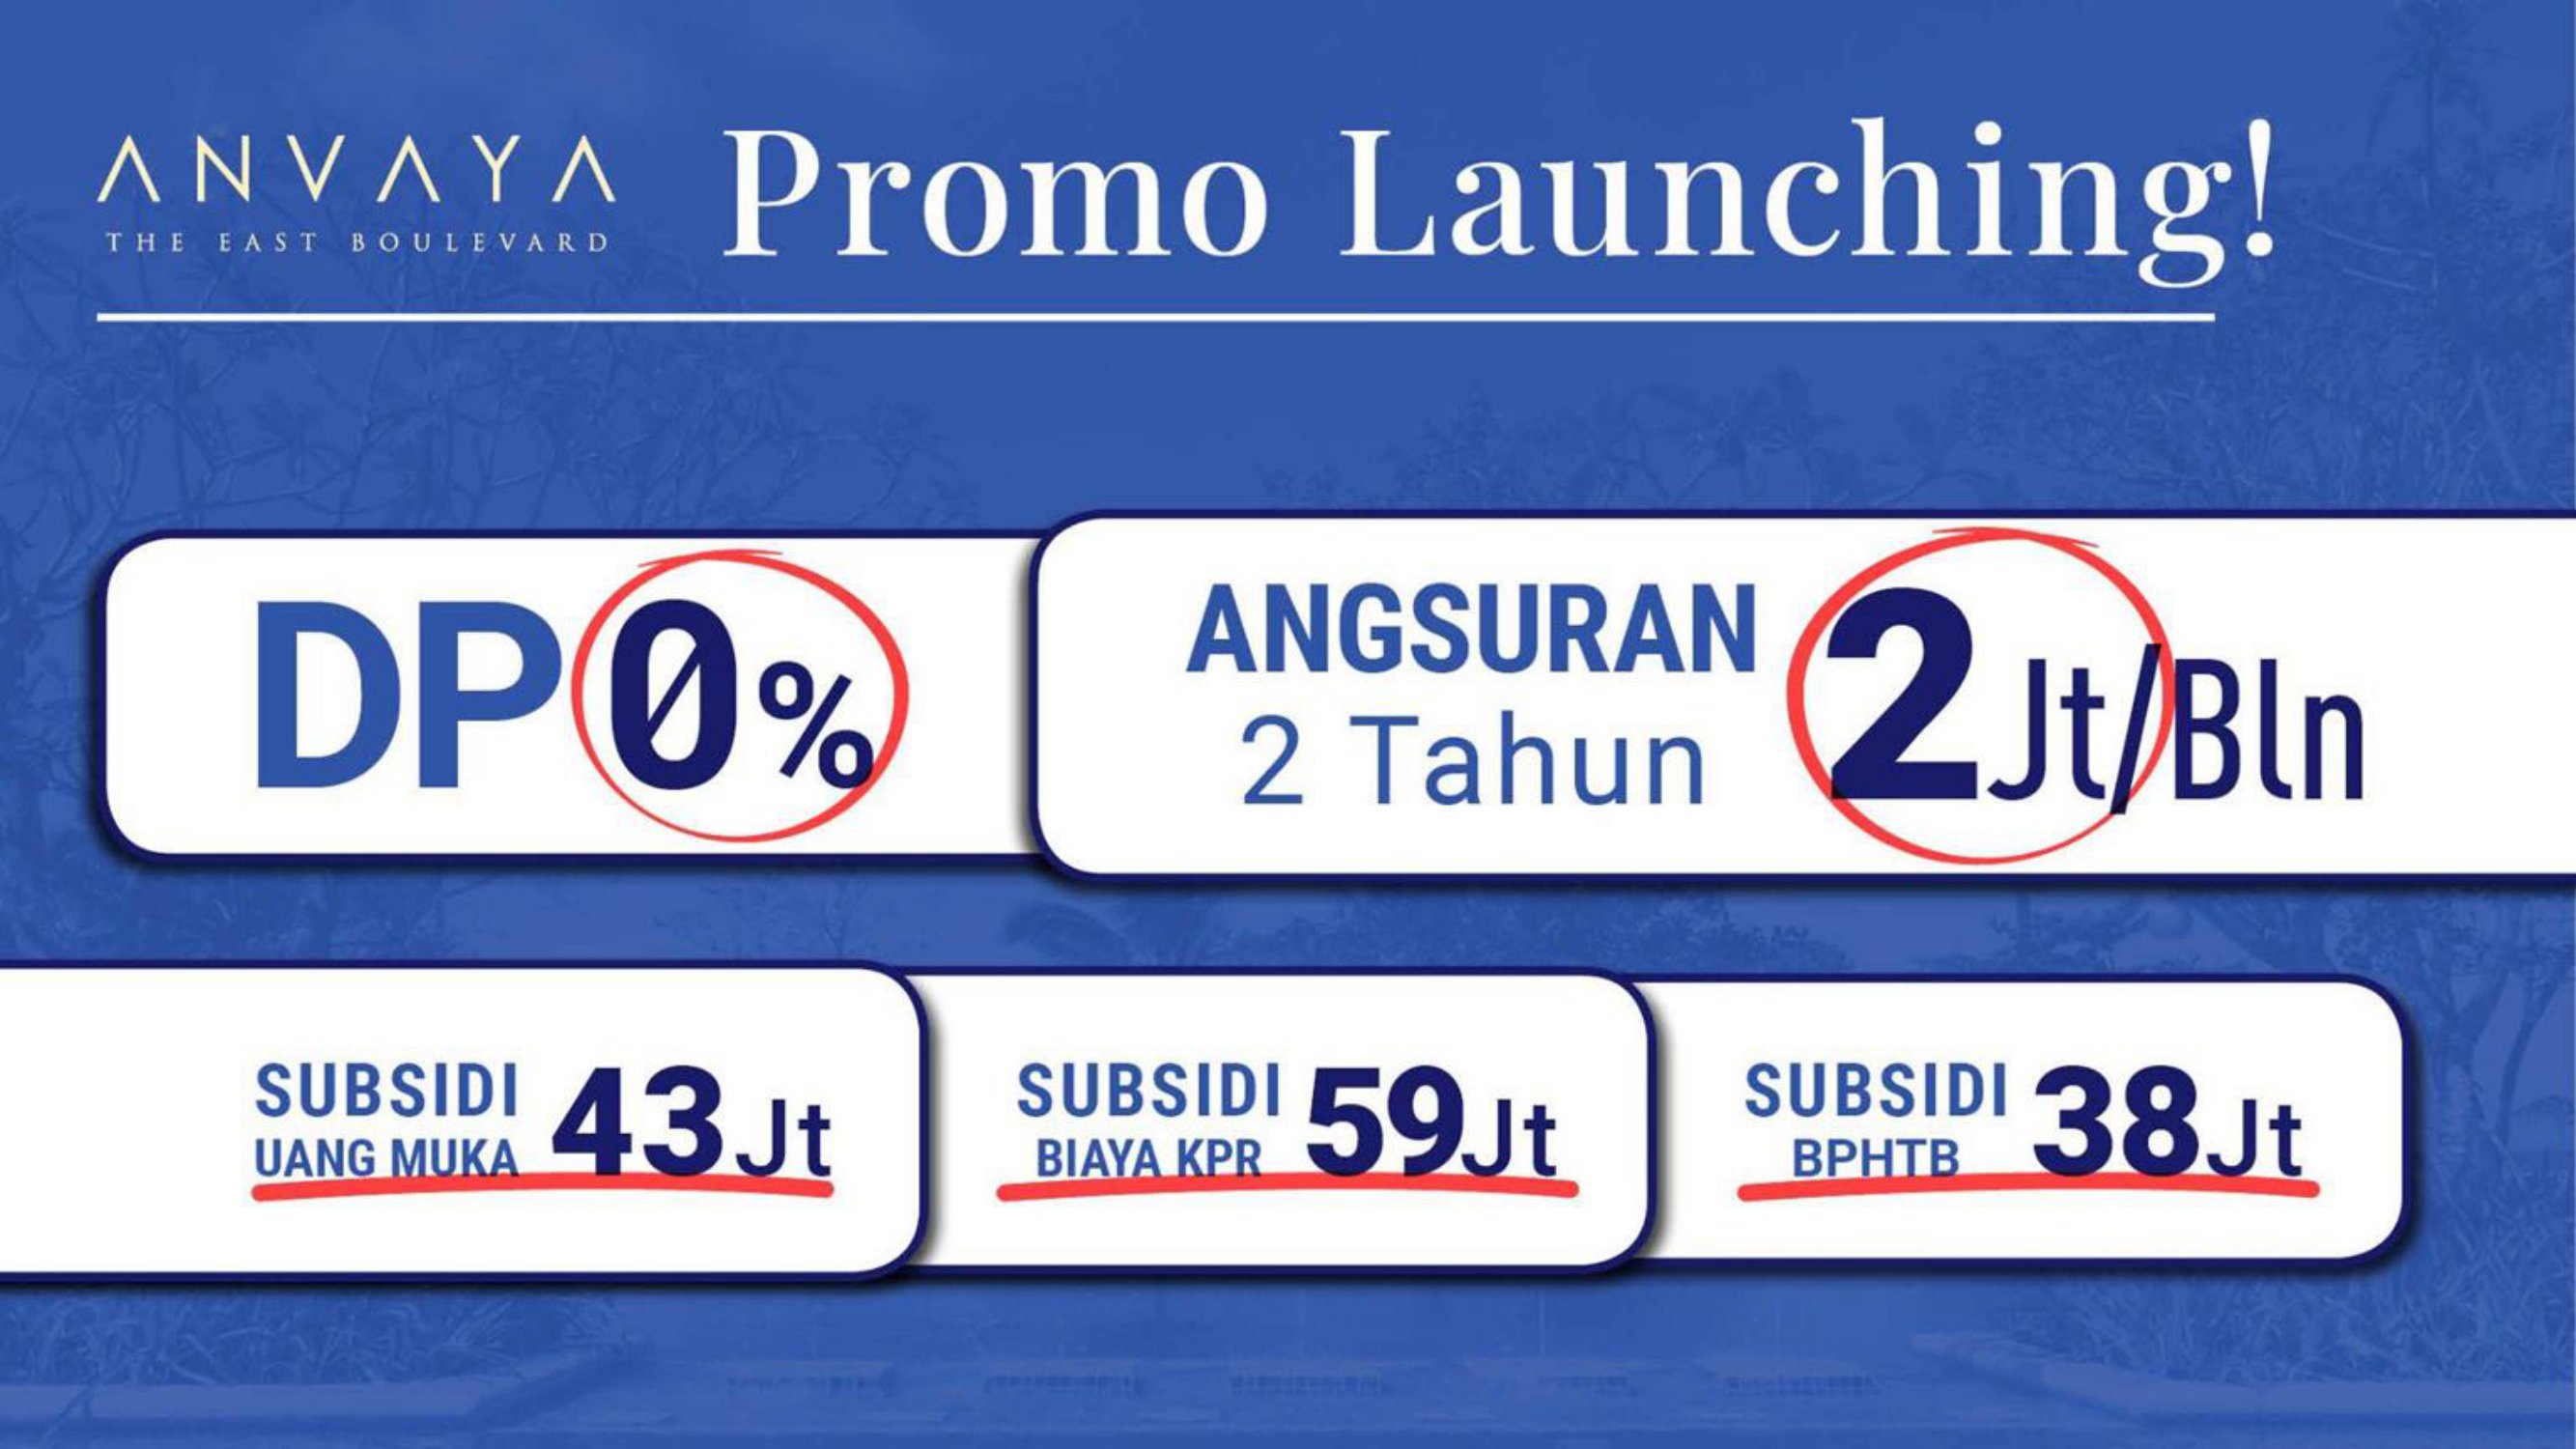 ANVAYA
THE EAST BOULEVARD
Promo Launching!
DP 0%
ANGSURAN
2 Tahun
2Jt/Bln
SUBSIDI
UANG MUKA
43Jt
SUBSIDI
BIAYA KPR
59Jt
SUBSIDI
BPHTB
38Jt